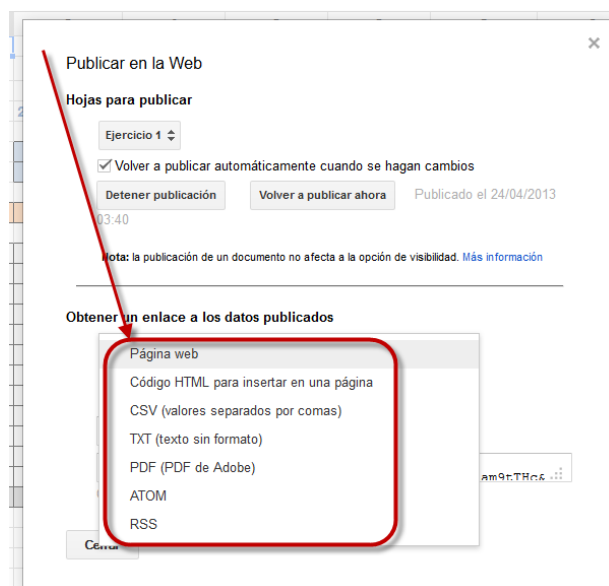 Publicar en la Web
Hojas para publicar
Ejercicio 1
Volver a publicar automáticamente cuando se hagan cambios
Detener publicación Volver a publicar ahora Publicado el 24/04/2013
03:40
Nota: la publicación de un documento no afecta a la opción de visibilidad. Más información
Obtener un enlace a los datos publicados
Página web
Código HTML para insertar en una página
CSV (valores separados por comas)
TXT (texto sin formato)
PDF (PDF de Adobe)
am9tTHc&
ATOM
RSS
Cerrar